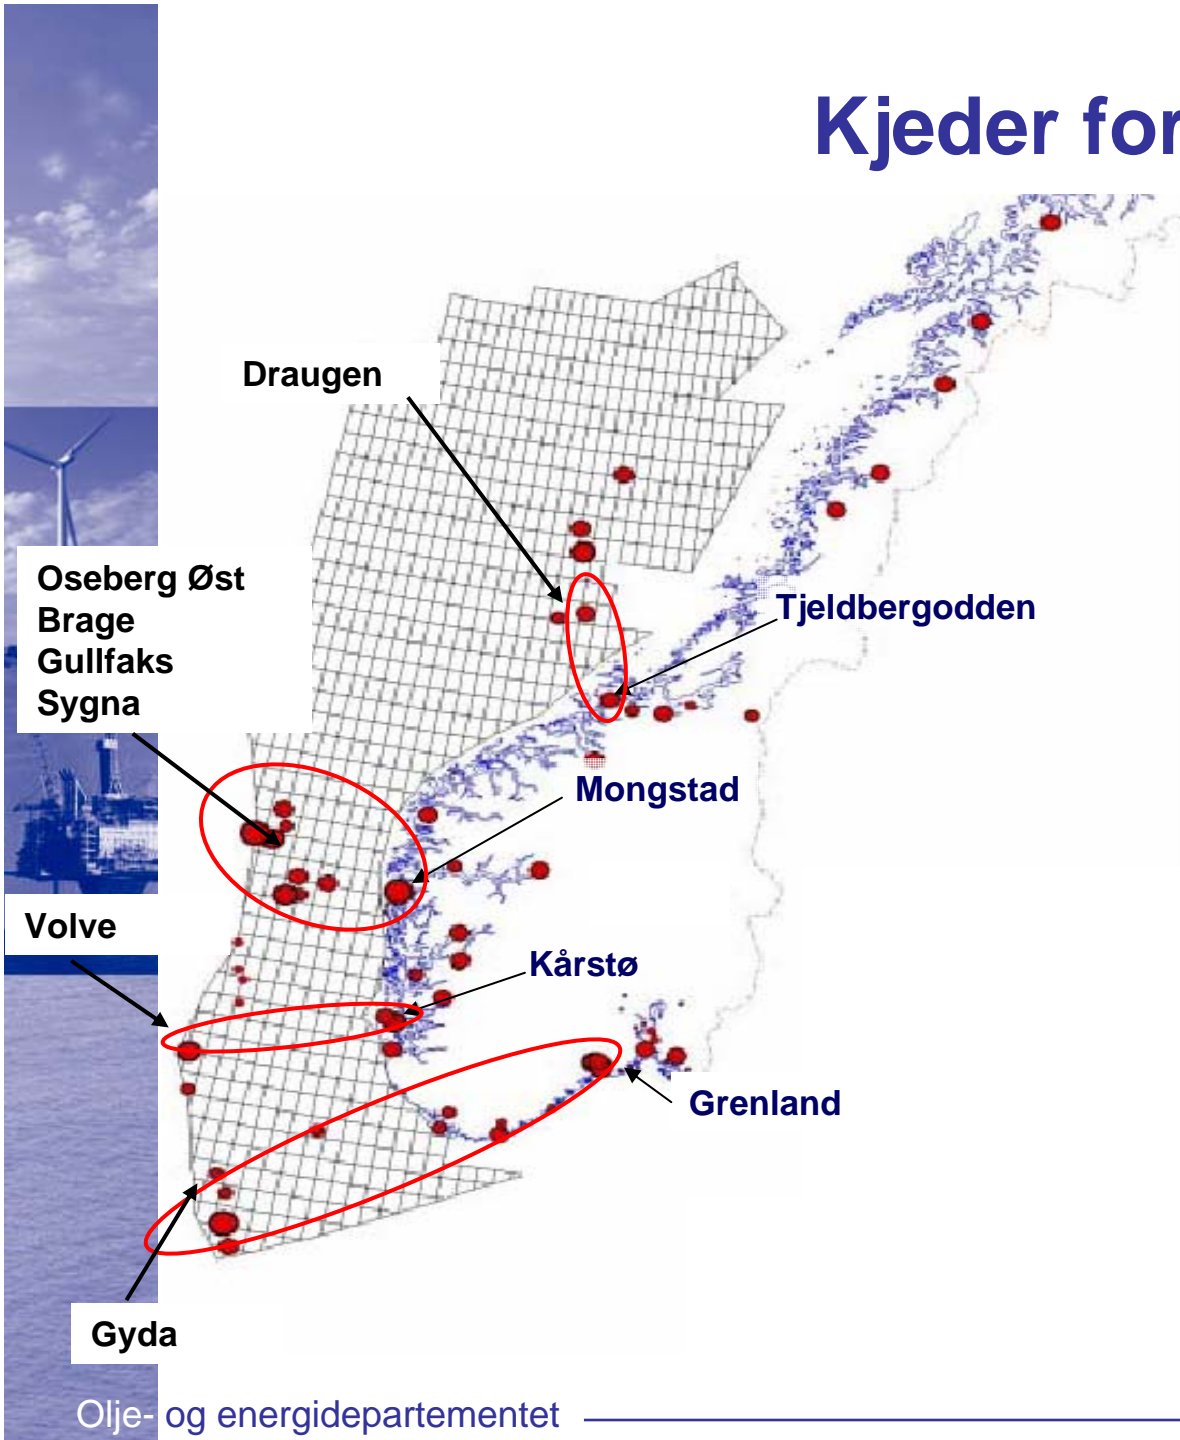 Kjeder for
Draugen
Oseberg Øst
Brage
Gullfaks
Sygna
Tjeldbergodden
Mongstad
Volve
Kårstø
Grenland
Gyda
Olje- og energidepartementet